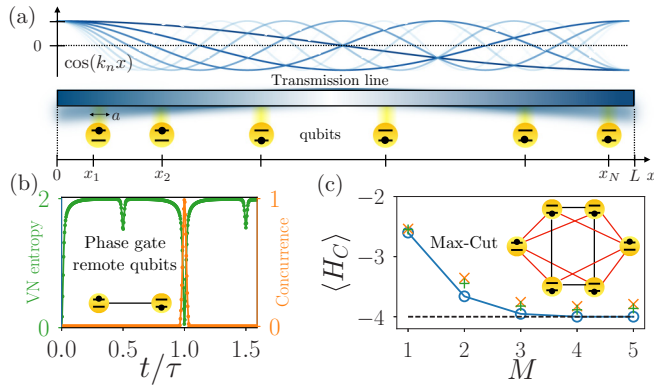 (a)
0
cos(k_n x)
Transmission line
a
qubits
0 x_1 x_2 x_N L x
(b)
2
1
VN entropy
Phase gate
remote qubits
Concurrence
0
0
0.0 0.5 1.0 1.5
t/τ
(c)
−2
−3
−4
⟨H_C⟩
Max-Cut
1 2 3 4 5
M